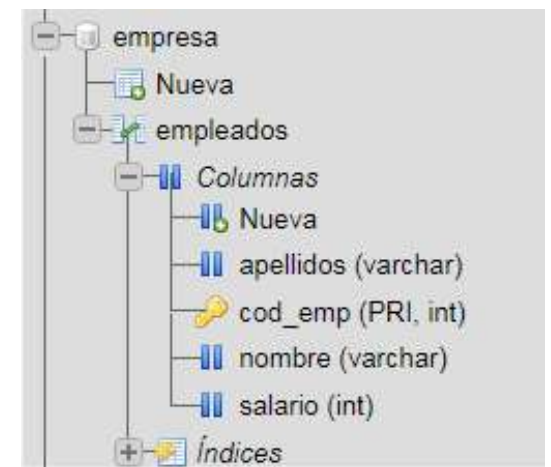 empresa
Nueva
empleados
Columnas
Nueva
apellidos (varchar)
cod_emp (PRI, int)
nombre (varchar)
salario (int)
Índices